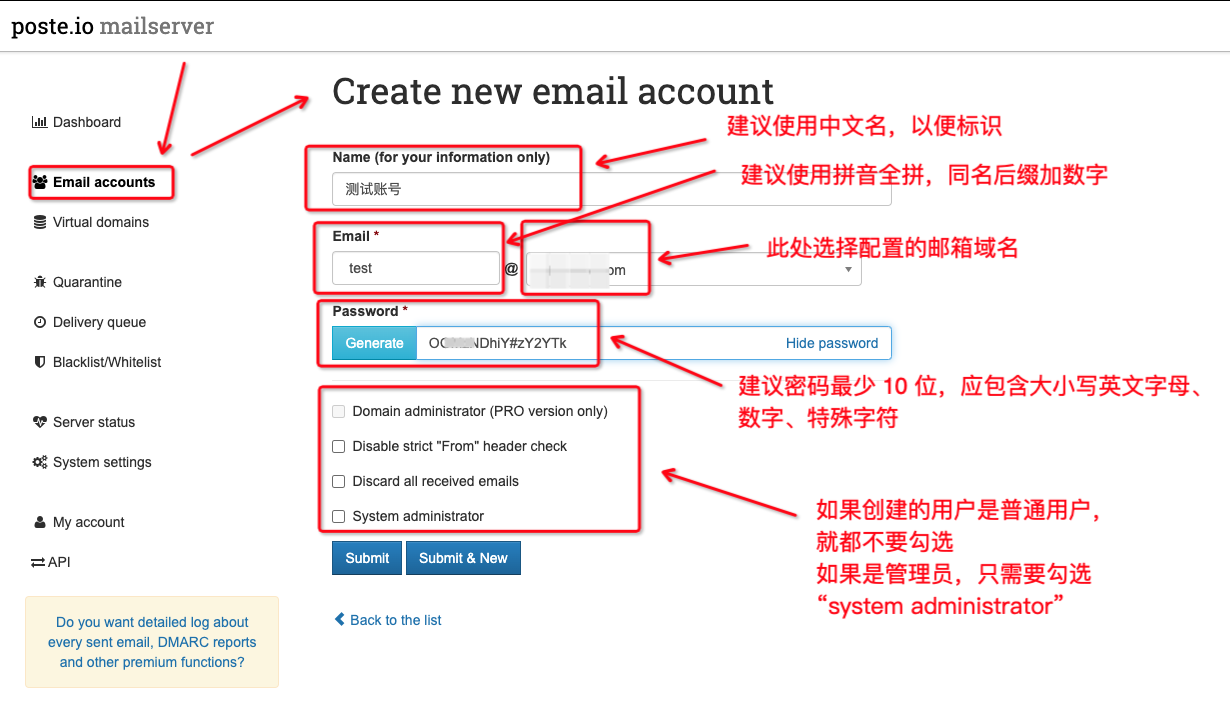 poste.io mailserver
Dashboard
Email accounts
Virtual domains
Quarantine
Delivery queue
Blacklist/Whitelist
Server status
System settings
My account
API
Do you want detailed log about
every sent email, DMARC reports
and other premium functions?
Create new email account
建议使用中文名，以便标识
Name (for your information only)
测试账号
建议使用拼音全拼，同名后缀加数字
Email *
test
@
此处选择配置的邮箱域名
Password *
Generate
Hide password
建议密码最少 10 位，应包含大小写英文字母、
数字、特殊字符
Domain administrator (PRO version only)
Disable strict "From" header check
Discard all received emails
System administrator
如果创建的用户是普通用户，
就都不要勾选
如果是管理员，只需要勾选
“system administrator”
Submit
Submit & New
Back to the list